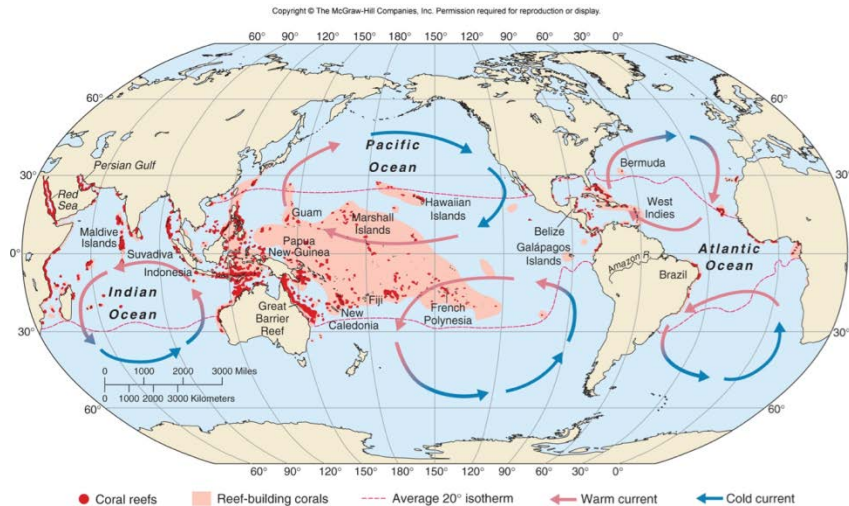 Copyright © The McGraw-Hill Companies, Inc. Permission required for reproduction or display.
60° 90° 120° 150° 180° 150° 120° 90° 60° 30° 0° 30°
60°
60°
Persian Gulf
Pacific
Ocean
Bermuda
30°
30°
Red
Sea
Hawaiian
Islands
West
Indies
Guam
Marshall
Islands
Maldive
Islands
Belize
Papua
New Guinea
Galápagos
Islands
Atlantic
Ocean
Suvadiva
0°
0°
Amazon R.
Indonesia
Brazil
Indian
Ocean
Great
Barrier
Reef
Fiji
New
Caledonia
French
Polynesia
30°
30°
0 1000 2000 3000 Miles
0 1000 2000 3000 Kilometers
60°
60°
60° 90° 120° 150° 180° 150° 120° 90° 60° 30° 0°
Coral reefs Reef-building corals Average 20° isotherm Warm current Cold current